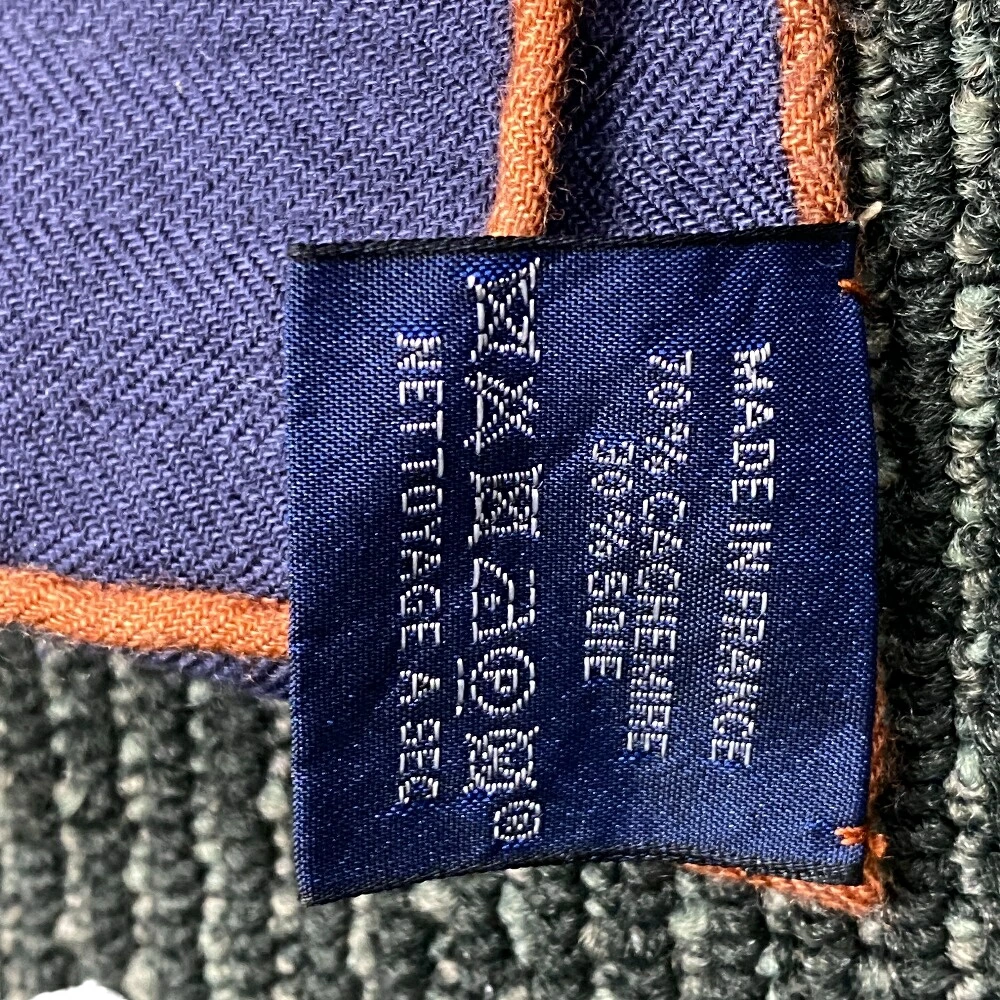 MADE IN FRANCE
70% CACHEMIRE
30% SOIE
NETTOYAGE A SEC